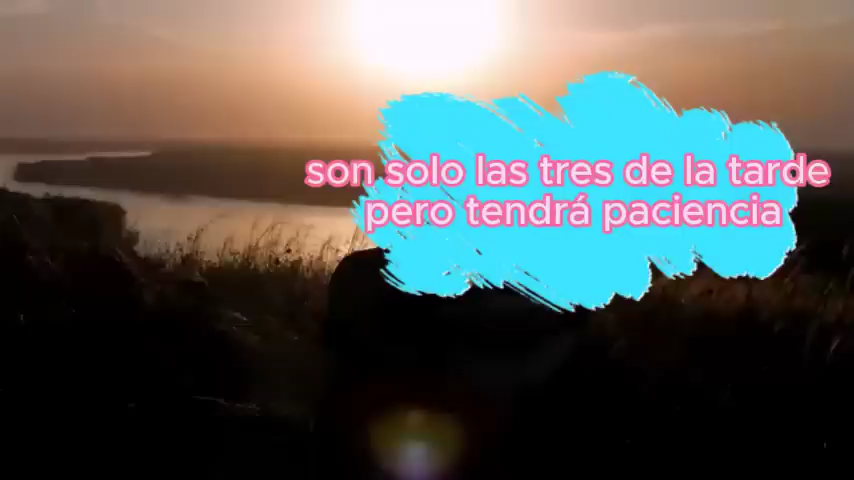 son solo las tres de la tarde
pero tendrá paciencia